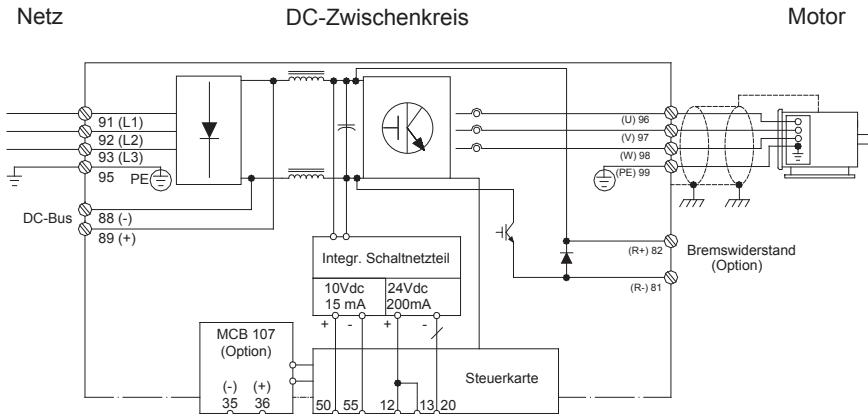 Netz
DC-Zwischenkreis
Motor
91 (L1)
92 (L2)
93 (L3)
95
PE
DC-Bus
88 (-)
89 (+)
(U) 96
(V) 97
(W) 98
(PE) 99
(R+) 82
Bremswiderstand
(Option)
(R-) 81
Integr. Schaltnetzteil
10Vdc
15 mA
24Vdc
200mA
+ - + -
MCB 107
(Option)
(-) (+)
35 36
Steuerkarte
50 55 12 13 20